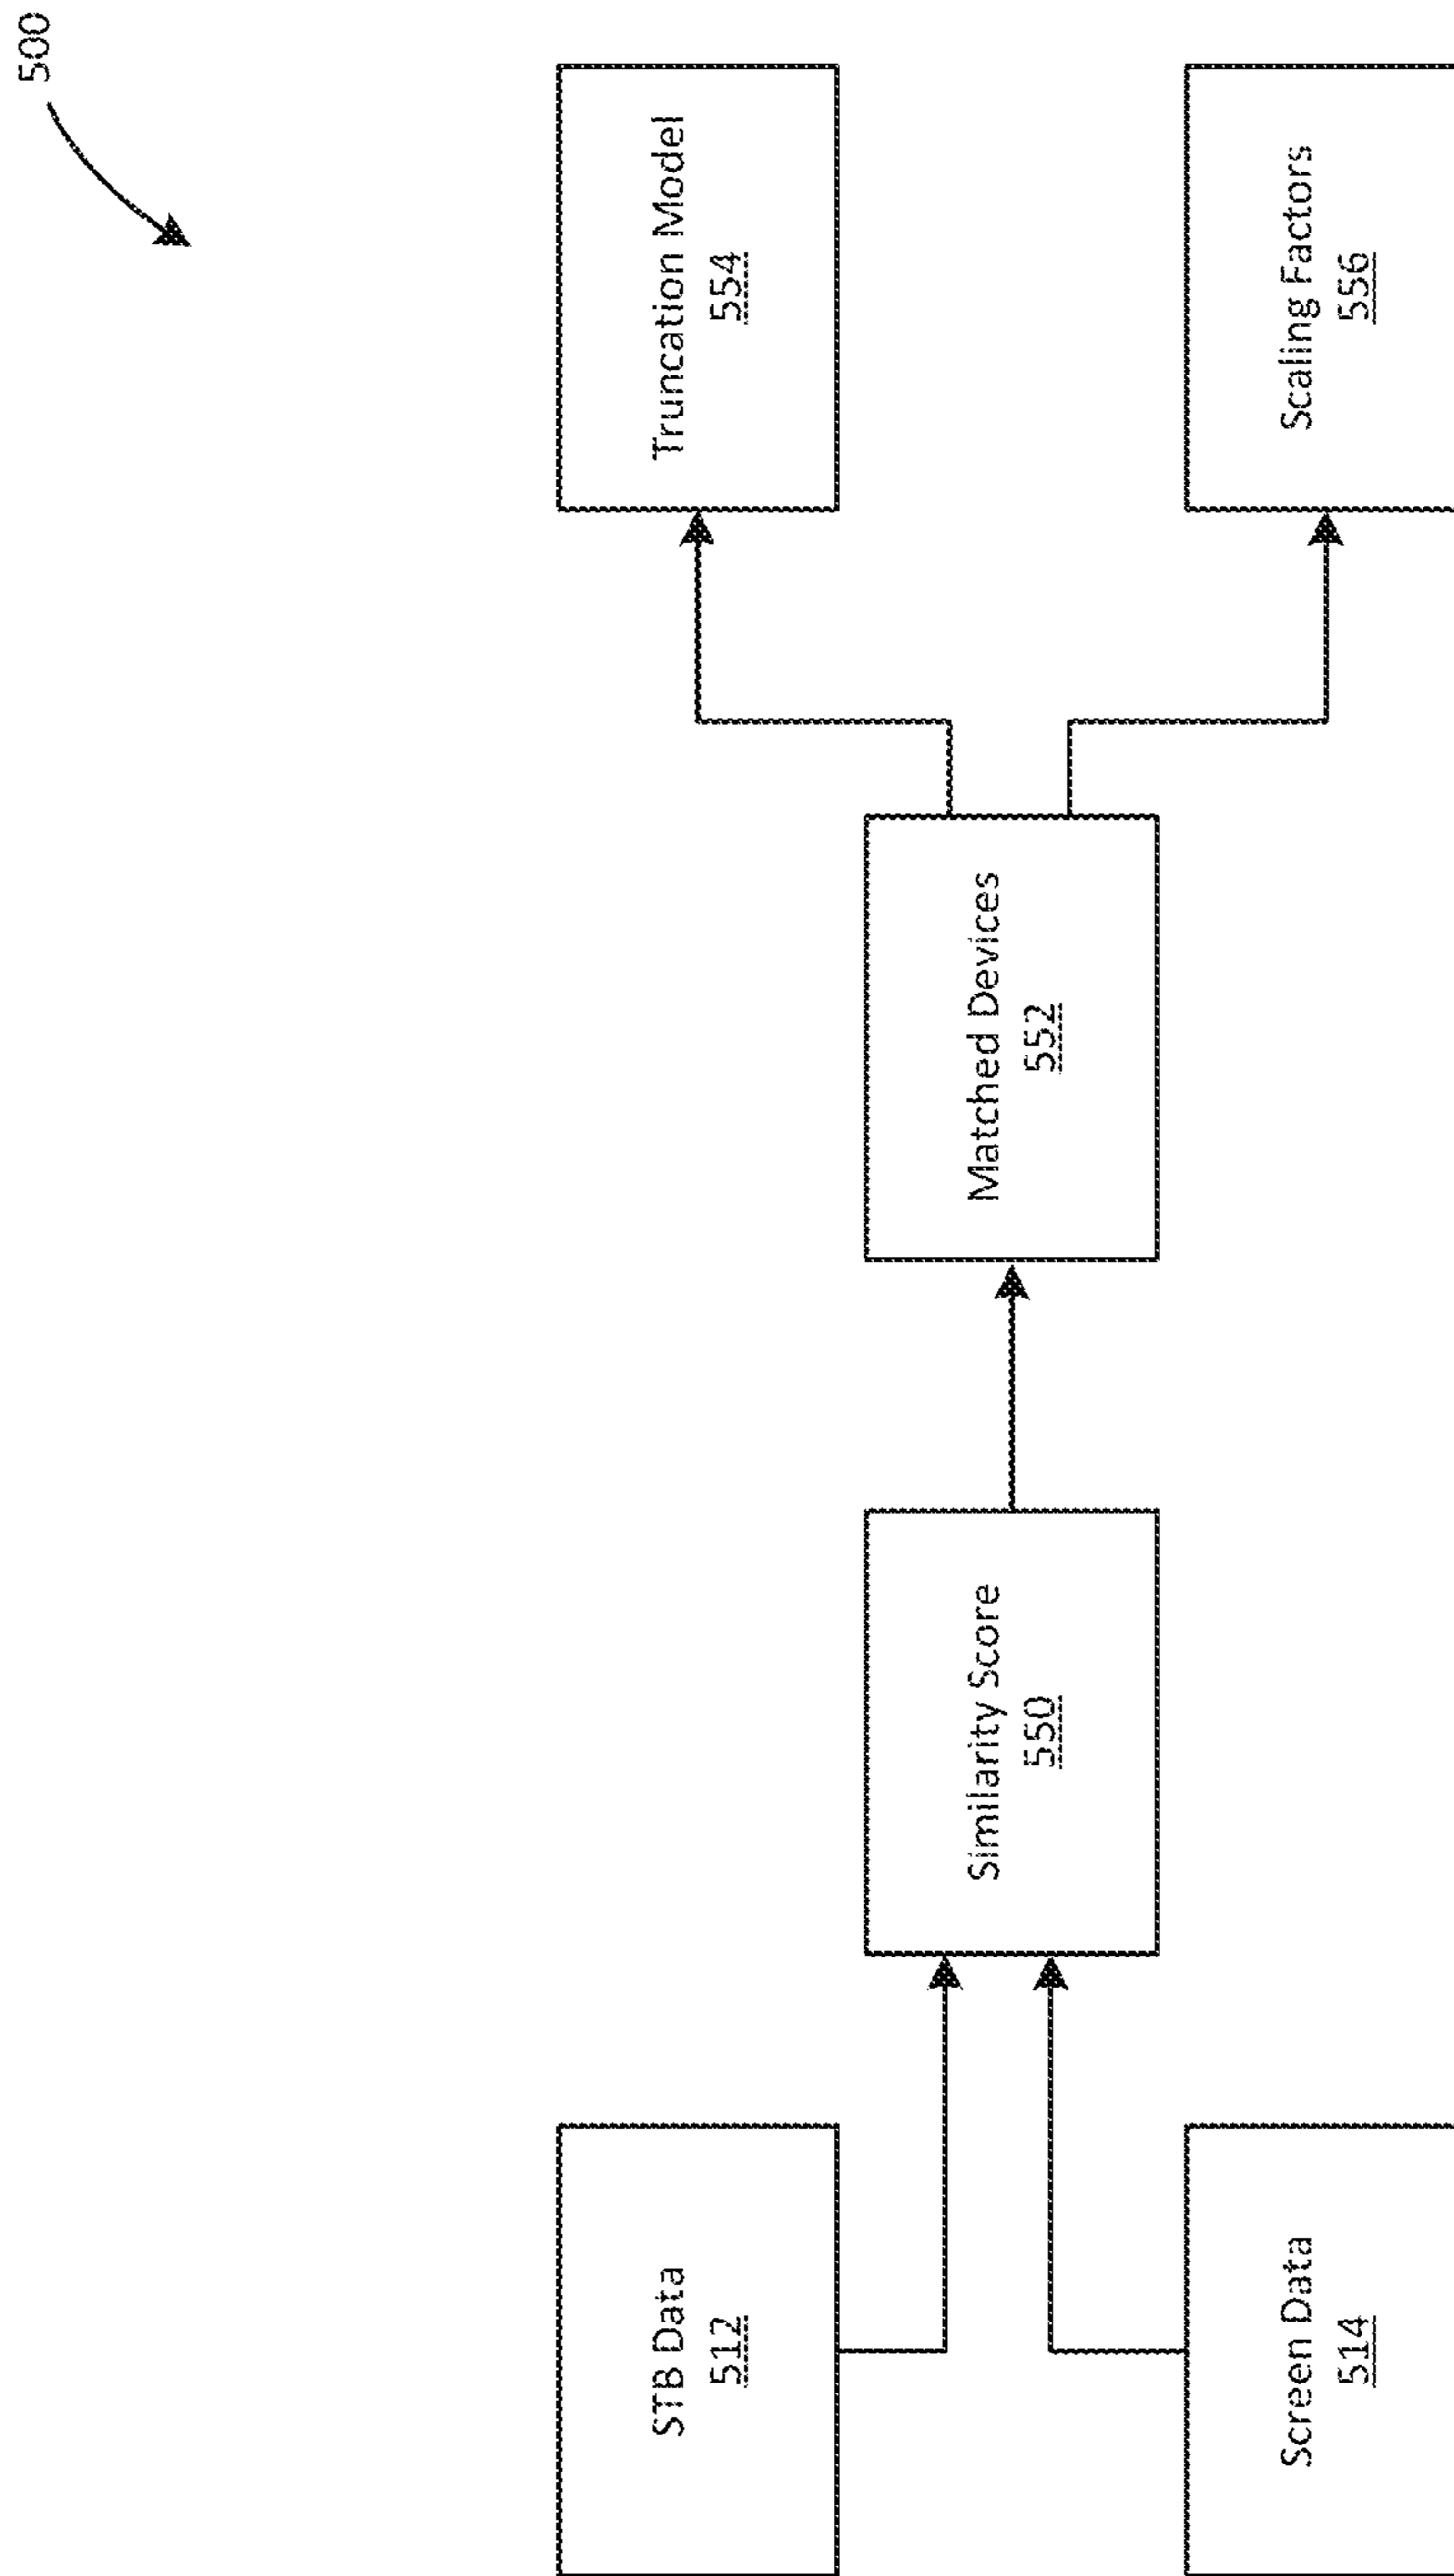 500
STB Data
512
Screen Data
514
Similarity Score
550
Matched Devices
552
Truncation Model
554
Scaling Factors
556